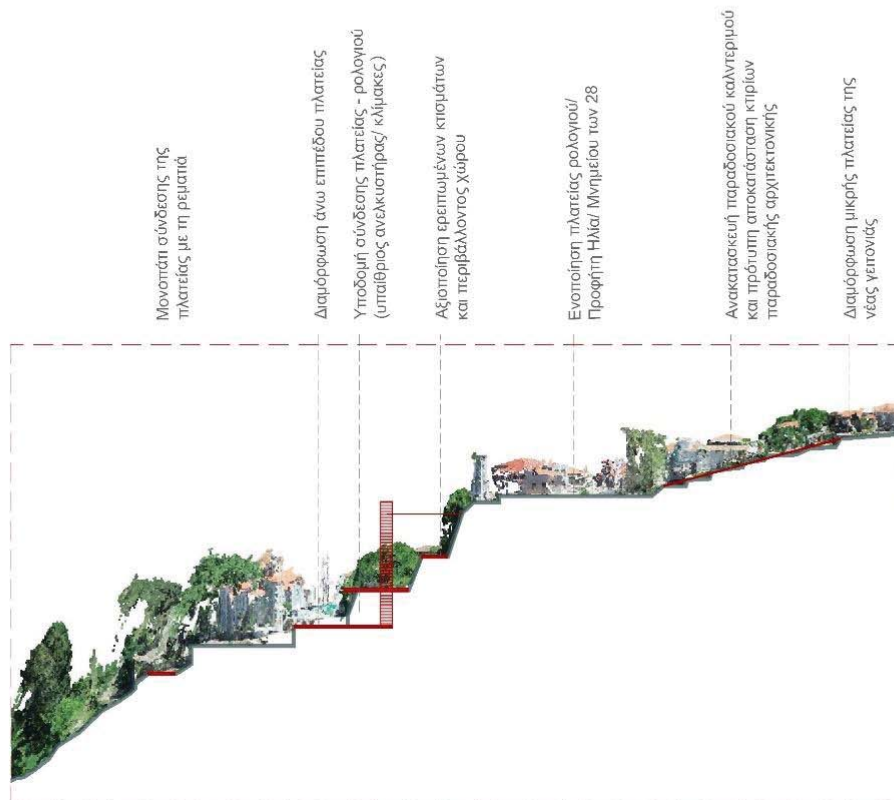 Μονοπάτι σύνδεσης της
πλατείας με τη ρεματιά
Διαμόρφωση άνω επιπέδου πλατείας
Υποδομή σύνδεσης πλατείας - ρολογιού
(υπαίθριος ανελκυστήρας/ κλίμακες)
Αξιοποίηση ερειπωμένων κτισμάτων
και περιβάλλοντος χώρου
Ενοποίηση πλατείας ρολογιού/
Προφήτη Ηλία/ Μνημείου των 28
Ανακατασκευή παραδοσιακού καλντεριμιού
και πρότυπη αποκατάσταση κτιρίων
παραδοσιακής αρχιτεκτονικής
Διαμόρφωση μικρής πλατείας της
νέας γειτονιάς